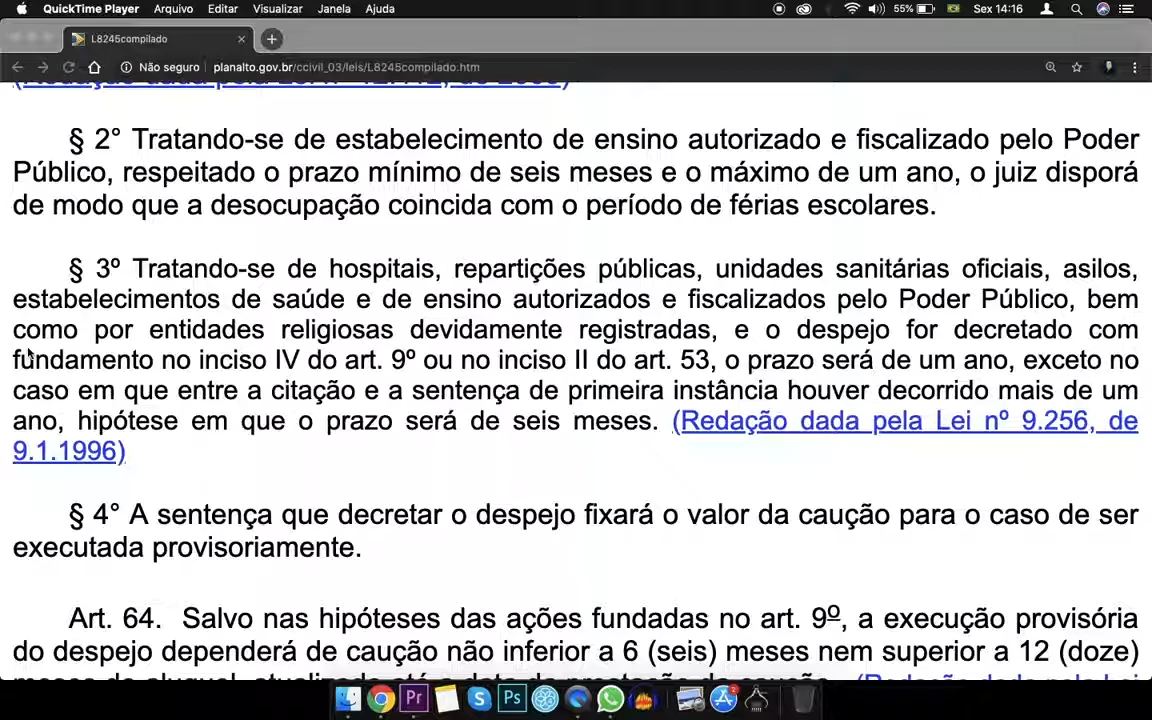 QuickTime Player Arquivo Editar Visualizar Janela Ajuda 55% Sex 14:16
L8245compilado
Não seguro planalto.gov.br/ccivil_03/leis/L8245compilado.htm
§ 2° Tratando-se de estabelecimento de ensino autorizado e fiscalizado pelo Poder
Público, respeitado o prazo mínimo de seis meses e o máximo de um ano, o juiz disporá
de modo que a desocupação coincida com o período de férias escolares.
§ 3º Tratando-se de hospitais, repartições públicas, unidades sanitárias oficiais, asilos,
estabelecimentos de saúde e de ensino autorizados e fiscalizados pelo Poder Público, bem
como por entidades religiosas devidamente registradas, e o despejo for decretado com
fundamento no inciso IV do art. 9º ou no inciso II do art. 53, o prazo será de um ano, exceto no
caso em que entre a citação e a sentença de primeira instância houver decorrido mais de um
ano, hipótese em que o prazo será de seis meses. (Redação dada pela Lei nº 9.256, de
9.1.1996)
§ 4° A sentença que decretar o despejo fixará o valor da caução para o caso de ser
executada provisoriamente.
Art. 64. Salvo nas hipóteses das ações fundadas no art. 9º, a execução provisória
do despejo dependerá de caução não inferior a 6 (seis) meses nem superior a 12 (doze)
Pr Ps 2